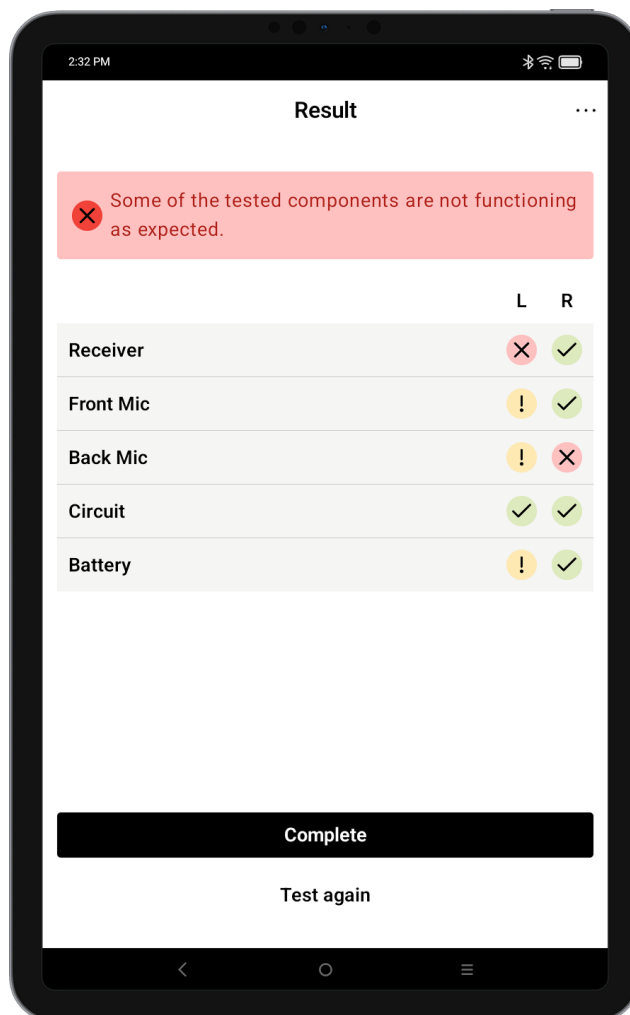 2:32 PM
Result
Some of the tested components are not functioning
as expected.
L R
Receiver
Front Mic
Back Mic
Circuit
Battery
Complete
Test again